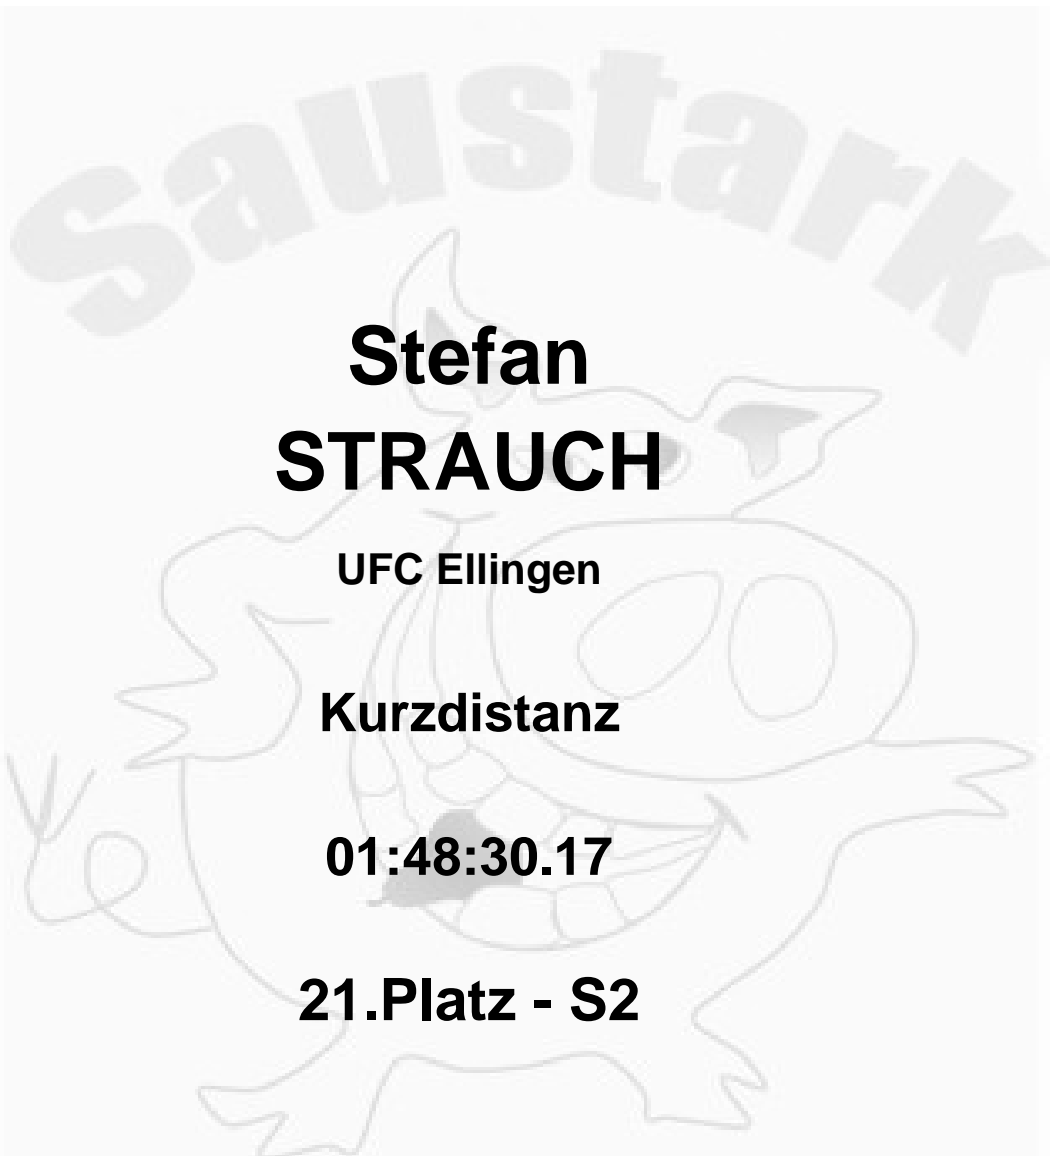 Saustark
Stefan
STRAUCH
UFC Ellingen
Kurzdistanz
01:48:30.17
21.Platz - S2